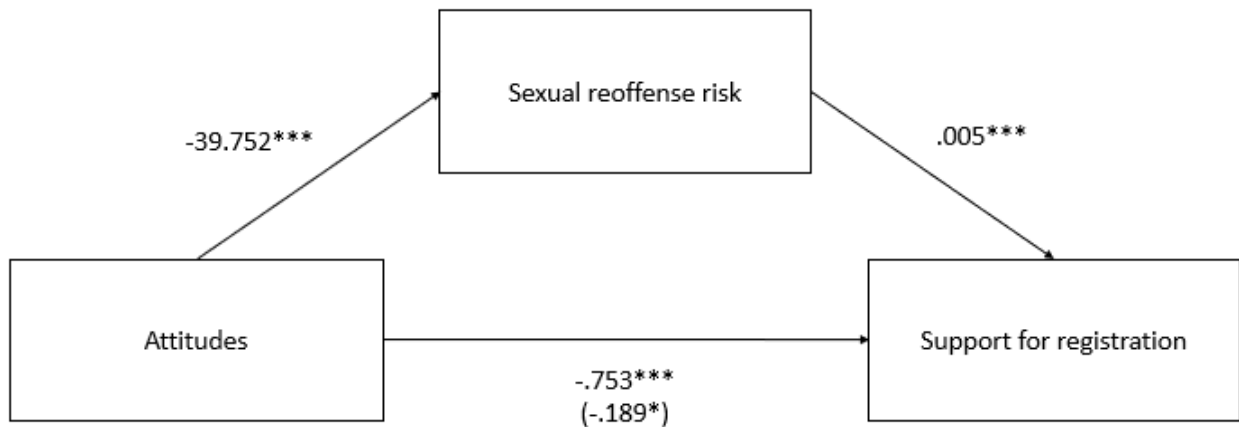 Sexual reoffense risk
-39.752***
.005***
Attitudes
Support for registration
-.753***
(-.189*)